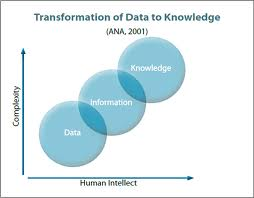 Transformation of Data to Knowledge
(ANA, 2001)
Knowledge
Information
Data
Complexity
Human Intellect